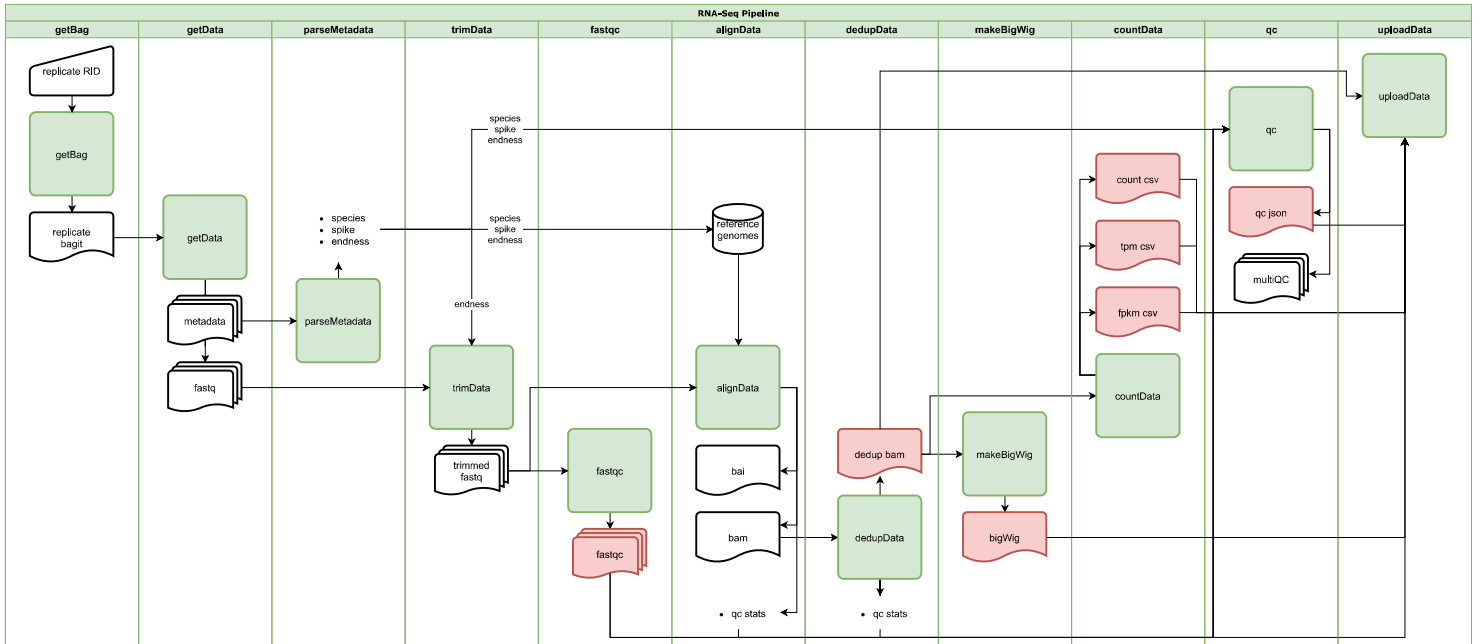 RNA-Seq Pipeline
getBag
getData
parseMetadata
trimData
fastqc
alignData
dedupData
makeBigWig
countData
qc
uploadData
replicate RID
getBag
replicate
bagit
getData
metadata
fastq
• species
• spike
• endness
parseMetadata
species
spike
endness
species
spike
endness
endness
trimData
trimmed
fastq
fastqc
fastqc
reference
genomes
alignData
bai
bam
• qc stats
dedup bam
dedupData
• qc stats
makeBigWig
bigWig
count csv
tpm csv
fpkm csv
countData
qc
qc json
multiQC
uploadData